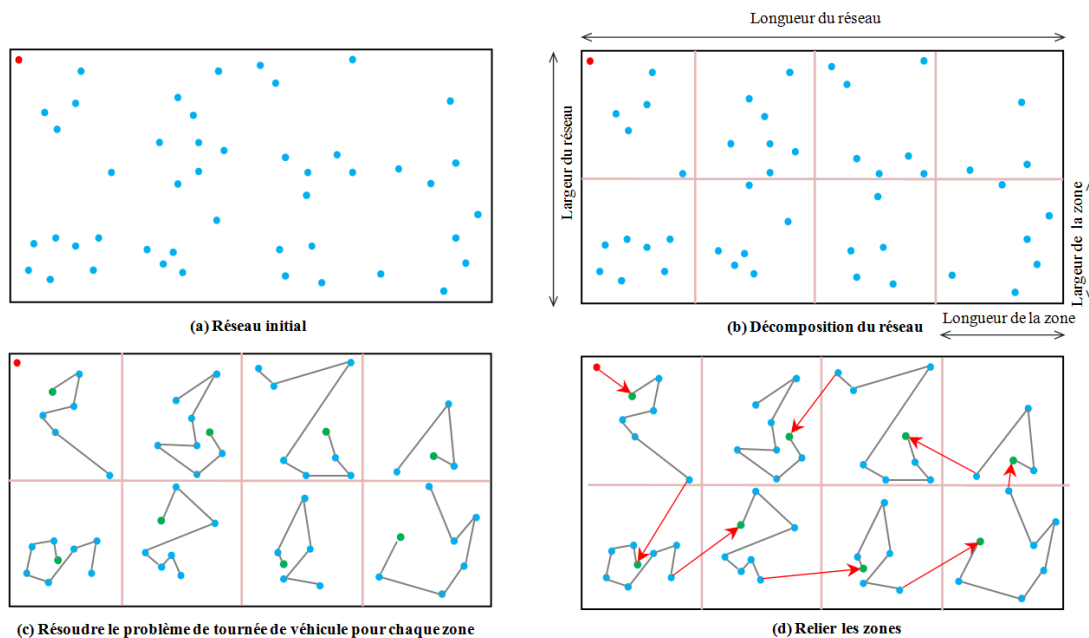 Longueur du réseau
Largeur du réseau
Largeur de la zone
(a) Réseau initial
(b) Décomposition du réseau
Longueur de la zone
(c) Résoudre le problème de tournée de véhicule pour chaque zone
(d) Relier les zones